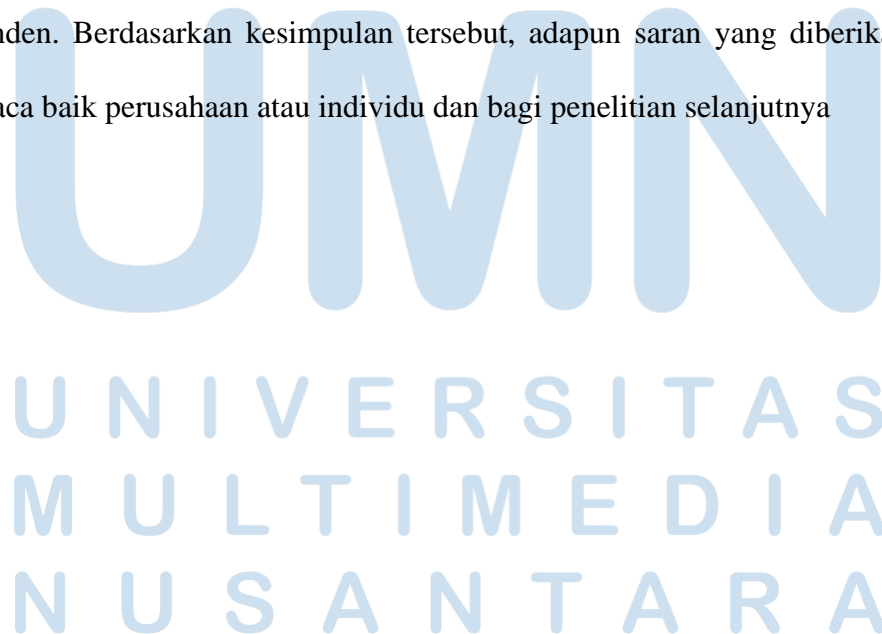 nden. Berdasarkan kesimpulan tersebut, adapun saran yang diberika
aca baik perusahaan atau individu dan bagi penelitian selanjutnya
UMN
UNIVERSITAS
MULTIMEDIA
NUSANTARA